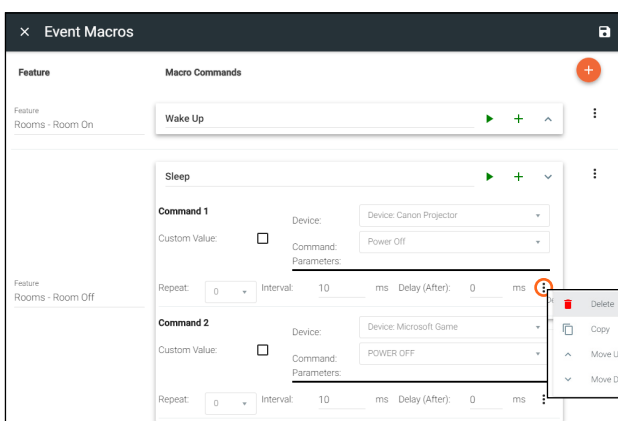 × Event Macros
Feature Macro Commands
+
Feature
Rooms - Room On
Wake Up
Sleep
Command 1
Device: Device: Canon Projector
Custom Value:
Command: Power Off
Parameters:
Feature
Rooms - Room Off
Repeat: 0 Interval: 10 ms Delay (After): 0 ms
Delete
Copy
Move U
Move D
Command 2
Device: Device: Microsoft Game
Custom Value:
Command: POWER OFF
Parameters:
Repeat: 0 Interval: 10 ms Delay (After): 0 ms